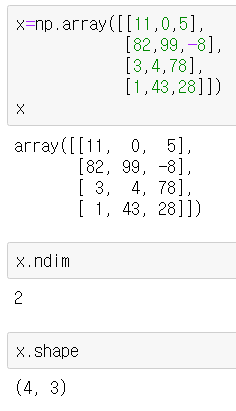 x=np.array([[11,0,5],
[82,99,-8],
[3,4,78],
[1,43,28]])
x
array([[11,  0,  5],
[82, 99, -8],
[ 3,  4, 78],
[ 1, 43, 28]])
x.ndim
2
x.shape
(4, 3)